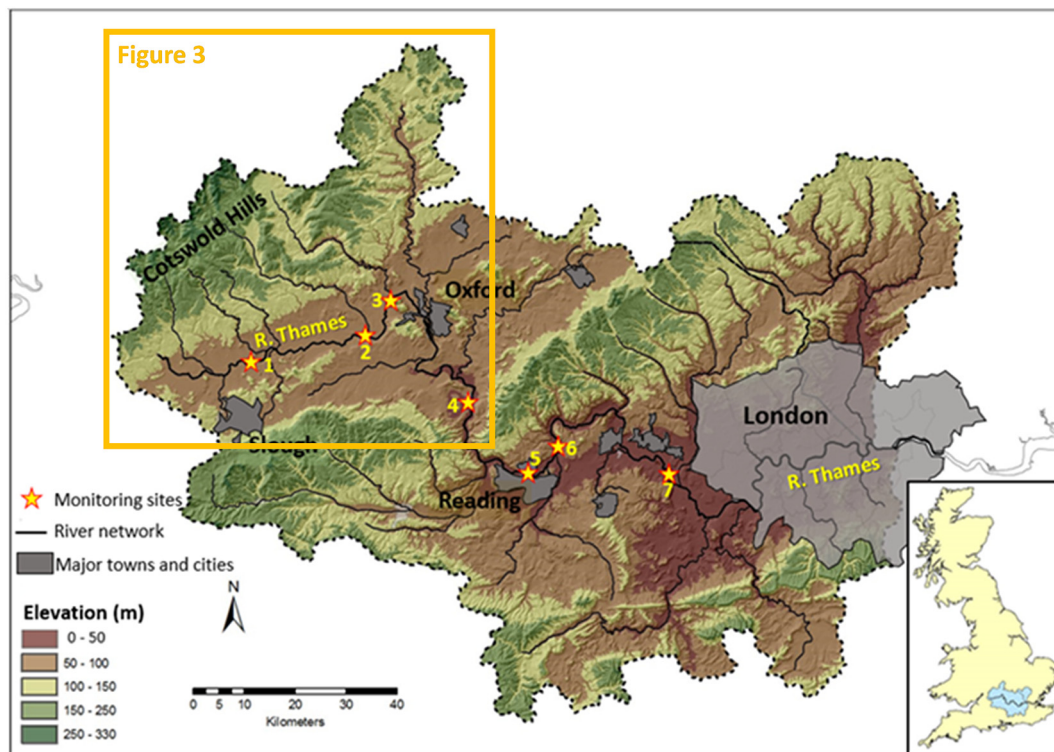 Figure 3
Cotswold Hills
R. Thames
3
Oxford
2
1
4
Slough
London
5
6
7
R. Thames
Reading
Monitoring sites
River network
Major towns and cities
N
Elevation (m)
0 - 50
50 - 100
100 - 150
150 - 250
250 - 330
0 5 10 20 30 40
Kilometers